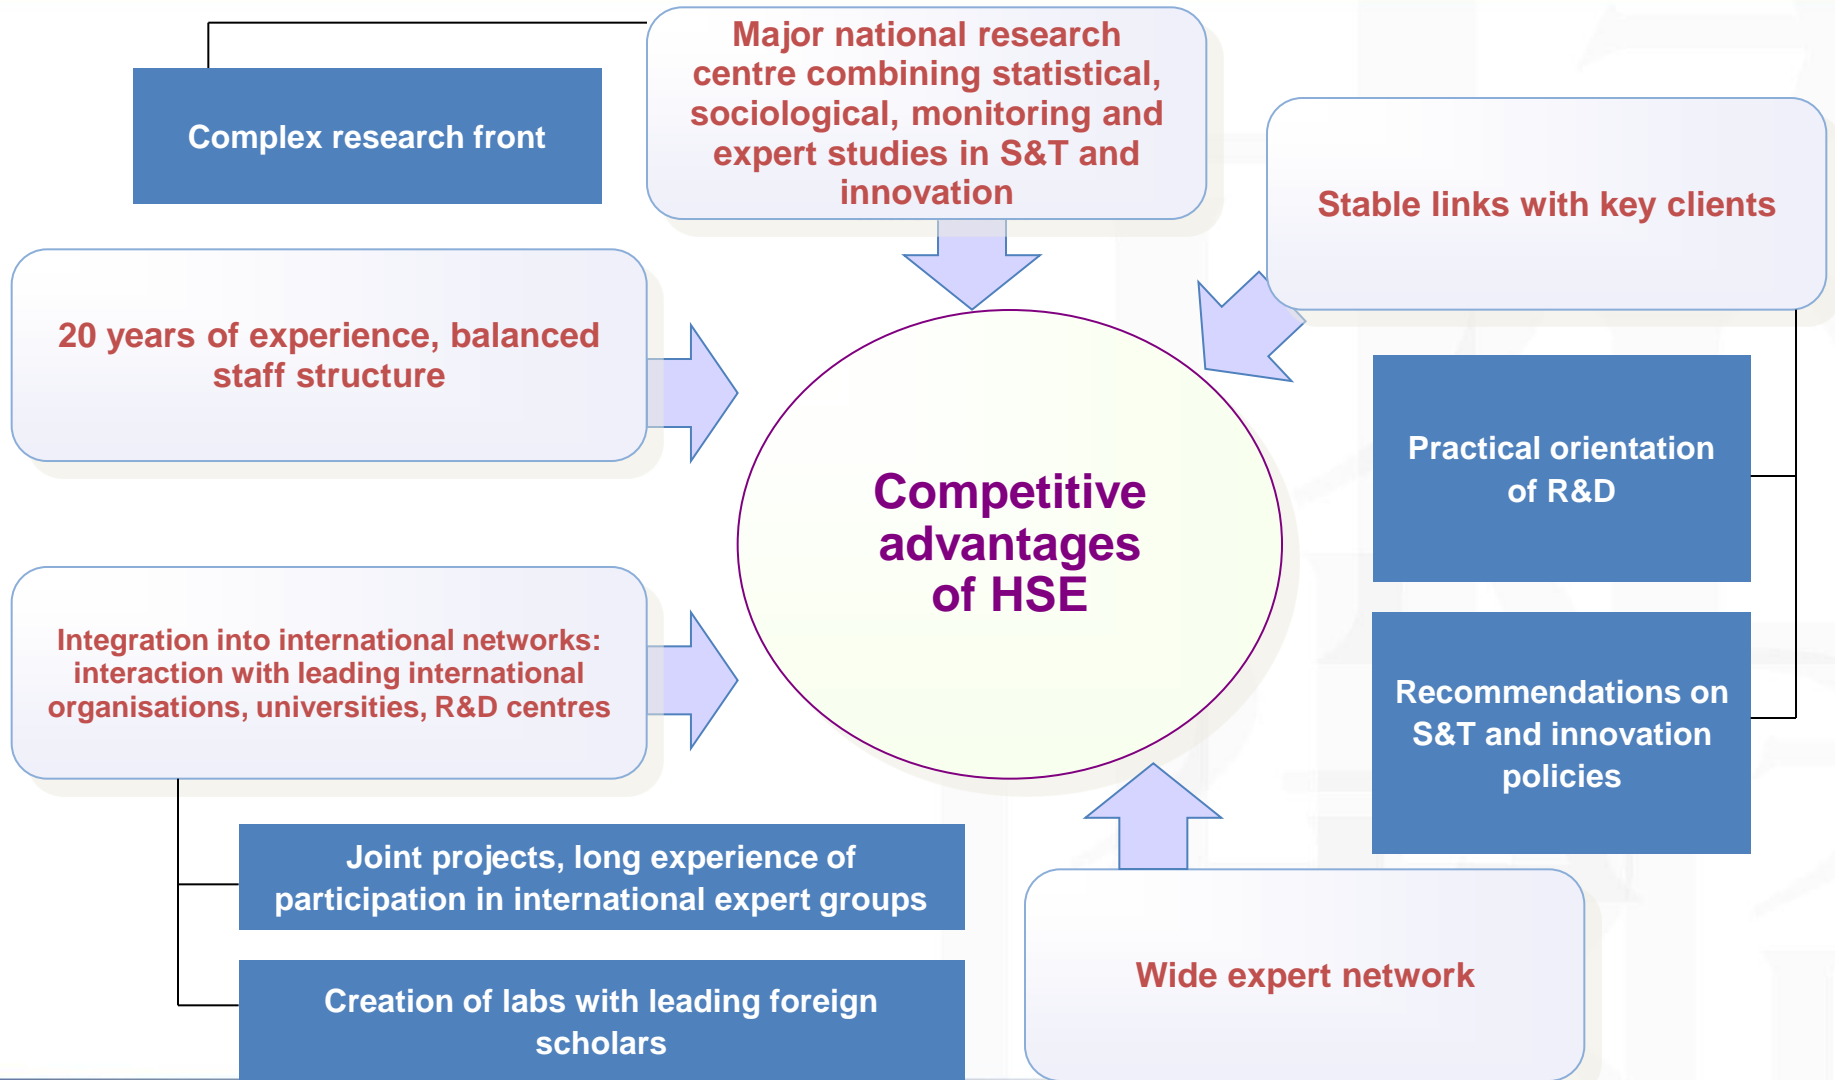 Major national research
centre combining statistical,
sociological, monitoring and
expert studies in S&T and
innovation
Complex research front
Stable links with key clients
20 years of experience, balanced
staff structure
Practical orientation
of R&D
Competitive
advantages
of HSE
Integration into international networks:
interaction with leading international
organisations, universities, R&D centres
Recommendations on
S&T and innovation
policies
Joint projects, long experience of
participation in international expert groups
Wide expert network
Creation of labs with leading foreign
scholars